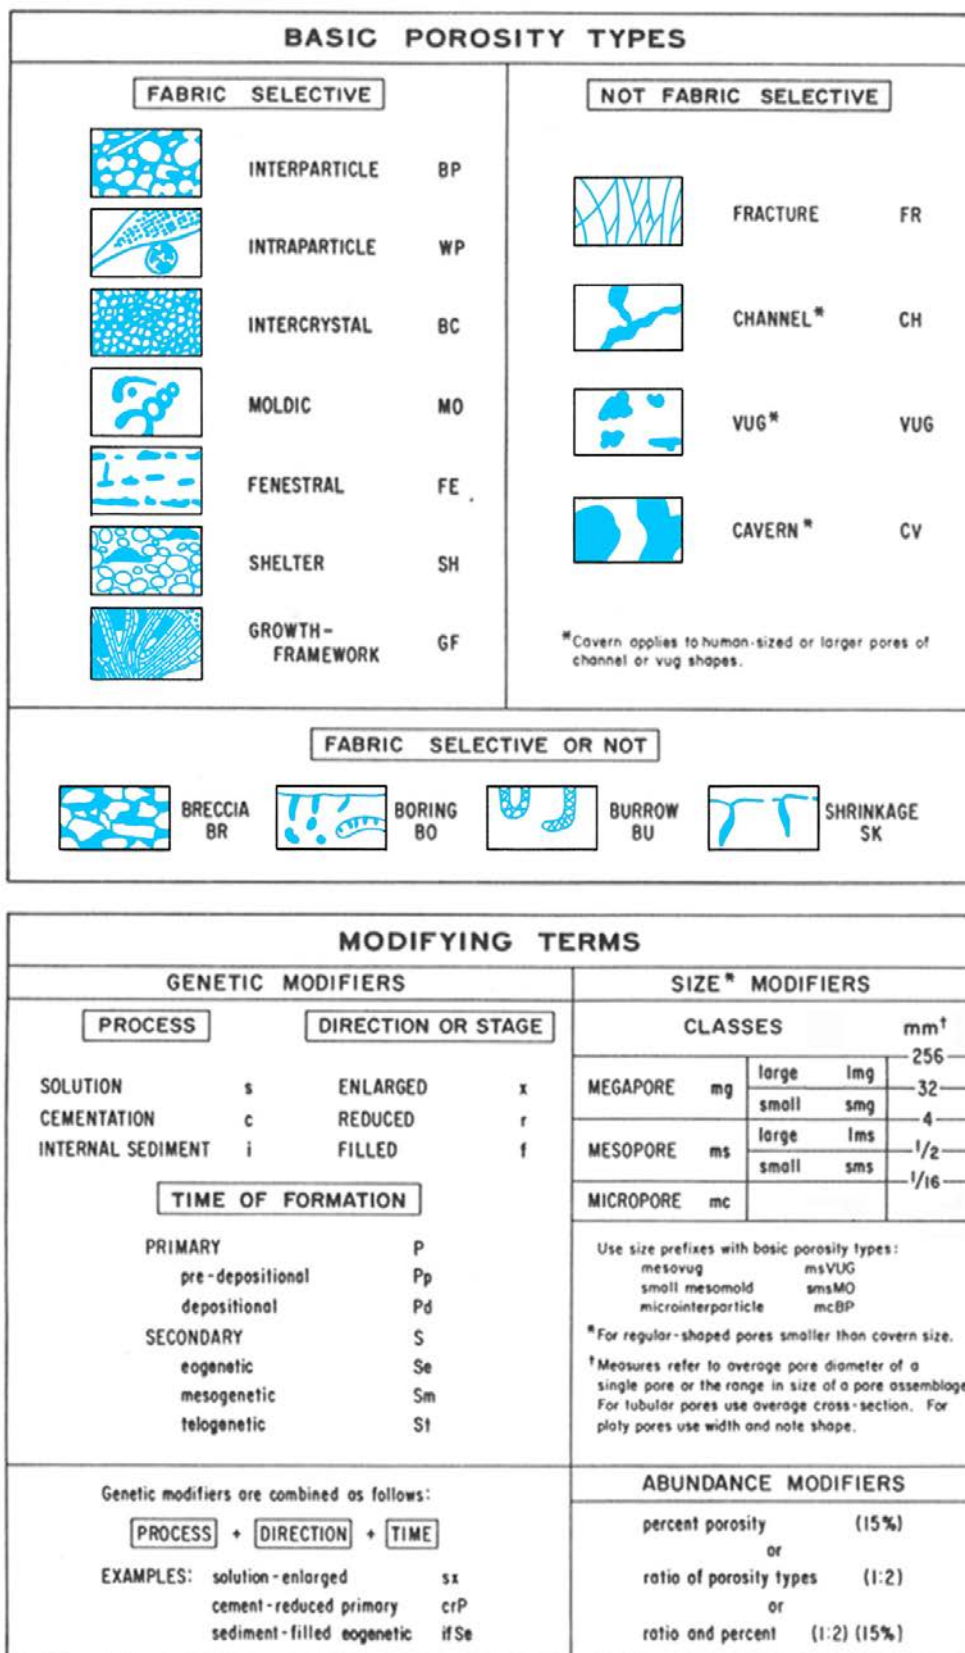 BASIC POROSITY TYPES
FABRIC SELECTIVE
INTERPARTICLE BP
INTRAPARTICLE WP
INTERCRYSTAL BC
MOLDIC MO
FENESTRAL FE
SHELTER SH
GROWTH-
FRAMEWORK GF
NOT FABRIC SELECTIVE
FRACTURE FR
CHANNEL* CH
VUG* VUG
CAVERN* CV
*Cavern applies to human-sized or larger pores of
channel or vug shapes.
FABRIC SELECTIVE OR NOT
BRECCIA
BR
BORING
BO
BURROW
BU
SHRINKAGE
SK
MODIFYING TERMS
GENETIC MODIFIERS
PROCESS
SOLUTION s
CEMENTATION c
INTERNAL SEDIMENT i
DIRECTION OR STAGE
ENLARGED x
REDUCED r
FILLED f
TIME OF FORMATION
PRIMARY P
pre-depositional Pp
depositional Pd
SECONDARY S
eogenetic Se
mesogenetic Sm
telogenetic St
Genetic modifiers are combined as follows:
PROCESS + DIRECTION + TIME
EXAMPLES: solution-enlarged sx
cement-reduced primary crP
sediment-filled eogenetic ifSe
SIZE* MODIFIERS
CLASSES mm†
256
MEGAPORE mg large lmg
32
small smg
4
MESOPORE ms large lms
1/2
small sms
1/16
MICROPORE mc
Use size prefixes with basic porosity types:
mesovug msVUG
small mesomold smsMO
microinterparticle mcBP
*For regular-shaped pores smaller than cavern size.
†Measures refer to average pore diameter of a
single pore or the range in size of a pore assemblage.
For tubular pores use average cross-section. For
platy pores use width and note shape.
ABUNDANCE MODIFIERS
percent porosity (15%)
or
ratio of porosity types (1:2)
or
ratio and percent (1:2) (15%)